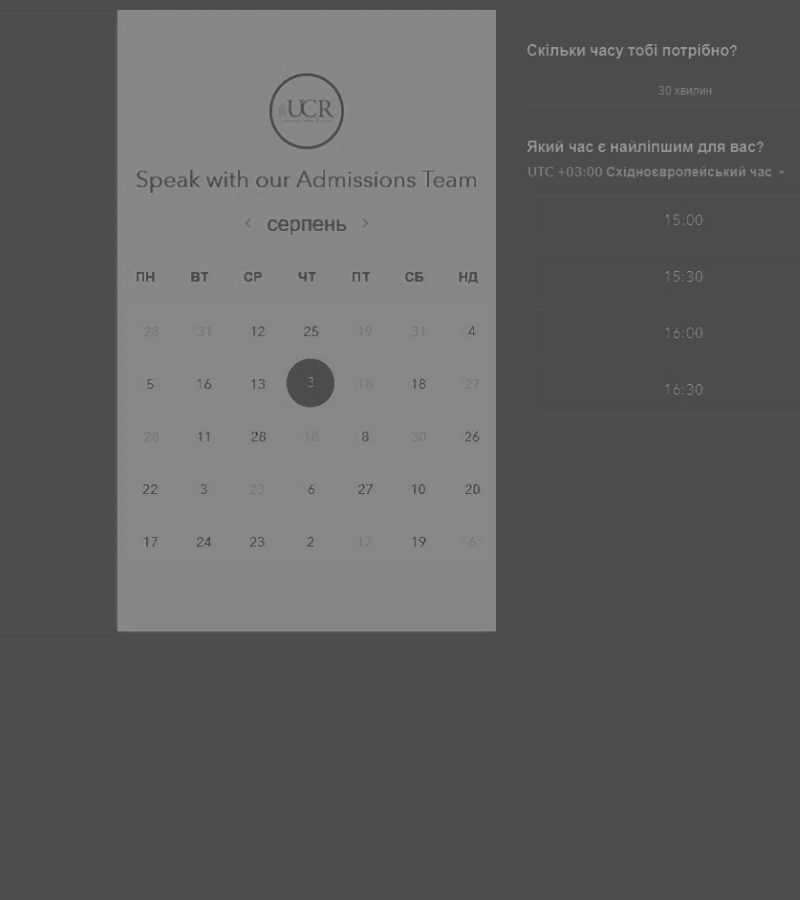 UCR
Speak with our Admissions Team
< серпень >
ПН ВТ СР ЧТ ПТ СБ НД
28 31 12 25 19 31 4
5 16 13 3 18 18 27
28 11 28 18 8 30 26
22 3 23 6 27 10 20
17 24 23 2 17 19 6
Скільки часу тобі потрібно?
30 хвилин
Який час є найліпшим для вас?
UTC +03:00 Східноєвропейський час
15:00
15:30
16:00
16:30